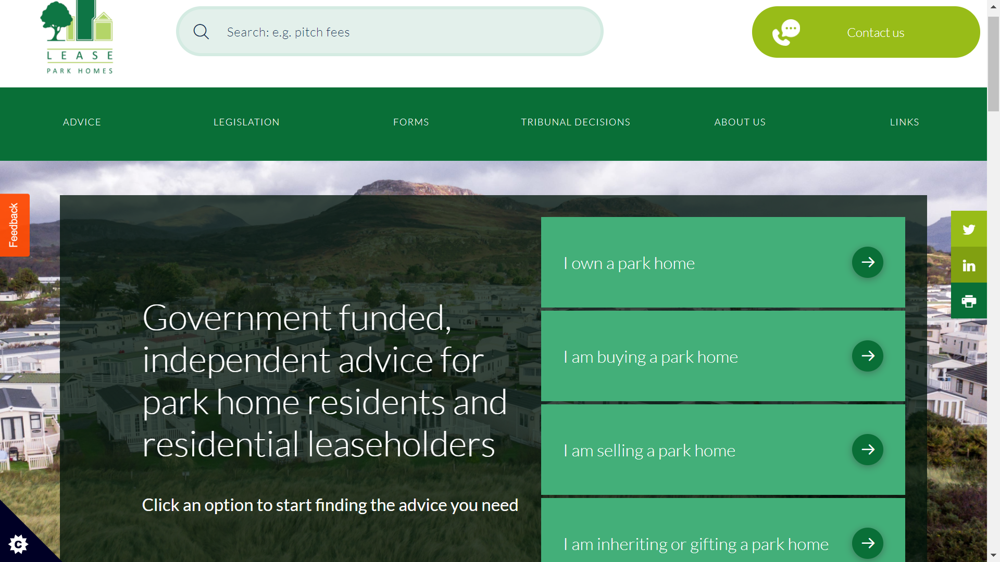 LEASE
PARK HOMES
Search: e.g. pitch fees
Contact us
ADVICE
LEGISLATION
FORMS
TRIBUNAL DECISIONS
ABOUT US
LINKS
Feedback
Government funded,
independent advice for
park home residents and
residential leaseholders
Click an option to start finding the advice you need
I own a park home
I am buying a park home
I am selling a park home
I am inheriting or gifting a park home
in
C